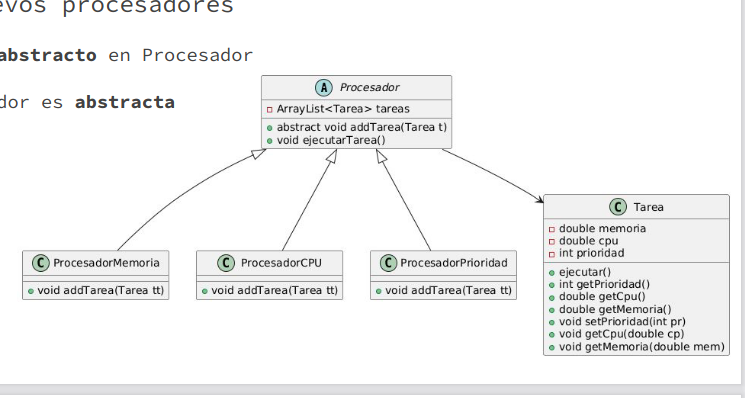 evos procesadores
abstracto en Procesador
dor es abstracta
A Procesador
ArrayList<Tarea> tareas
abstract void addTarea(Tarea t)
void ejecutarTarea()
C Tarea
double memoria
double cpu
int prioridad
ejecutar()
int getPrioridad()
double getCpu()
double getMemoria()
void setPrioridad(int pr)
void getCpu(double cp)
void getMemoria(double mem)
C ProcesadorMemoria
void addTarea(Tarea tt)
C ProcesadorCPU
void addTarea(Tarea tt)
C ProcesadorPrioridad
void addTarea(Tarea tt)